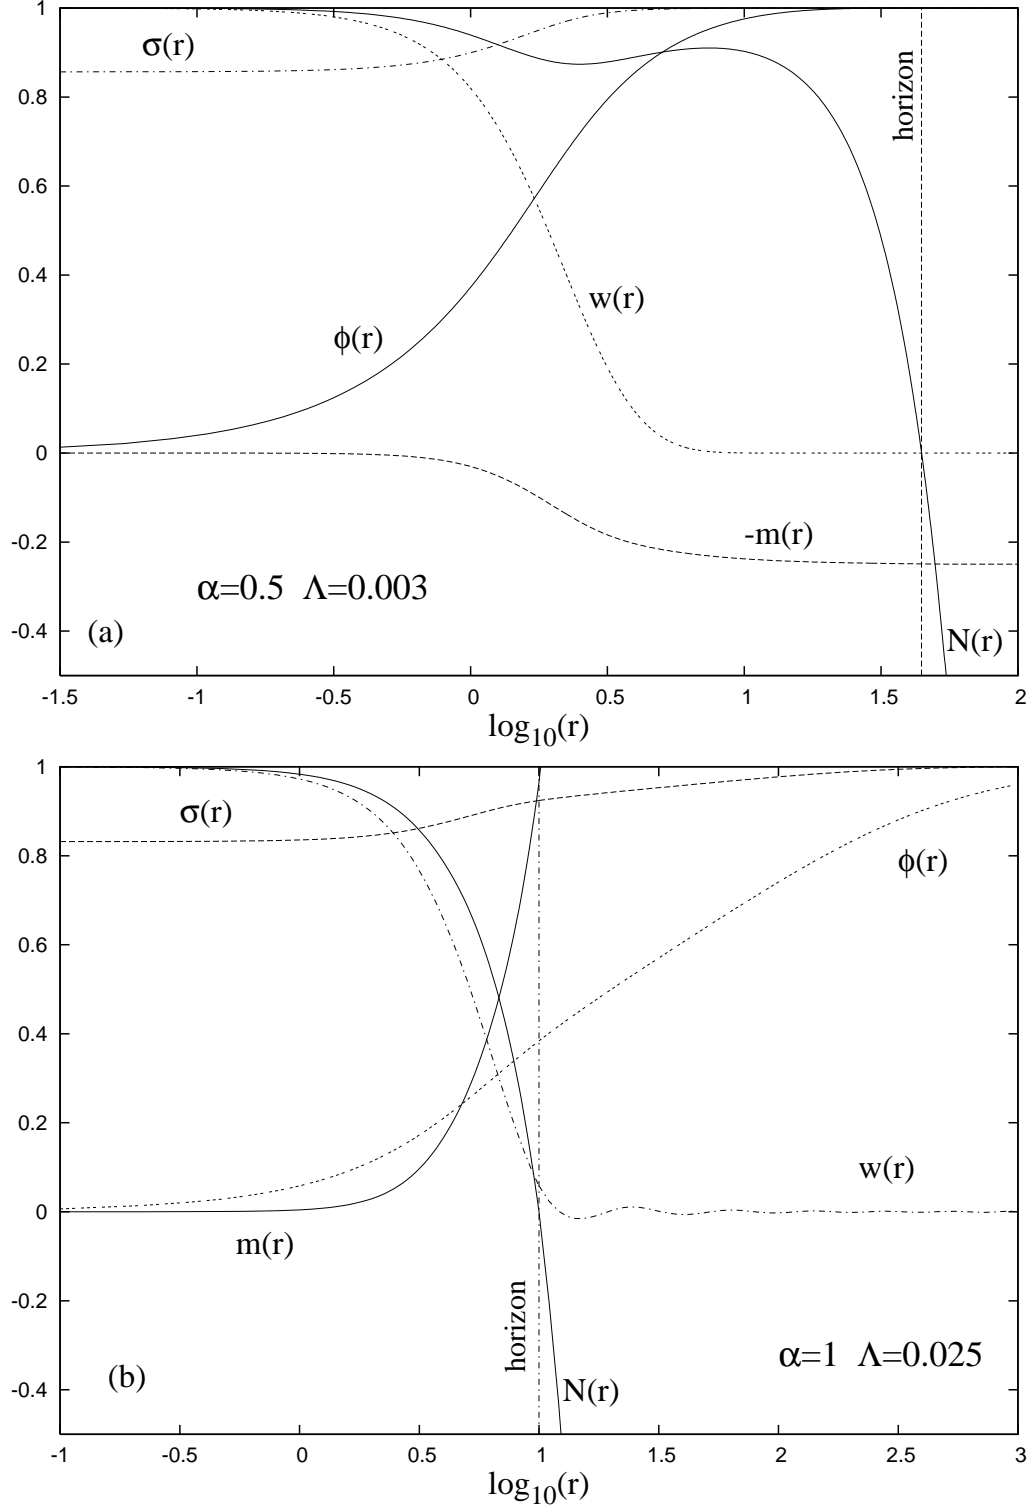 1
σ(r)
0.8
horizon
0.6
0.4
w(r)
ϕ(r)
0.2
0
-m(r)
-0.2
α=0.5 Λ=0.003
-0.4
(a)
N(r)
-1.5 -1 -0.5 0 0.5 1 1.5 2
log₁₀(r)
1
σ(r)
0.8
ϕ(r)
0.6
0.4
0.2
w(r)
0
m(r)
-0.2
horizon
α=1 Λ=0.025
(b)
-0.4
N(r)
-1 -0.5 0 0.5 1 1.5 2 2.5 3
log₁₀(r)